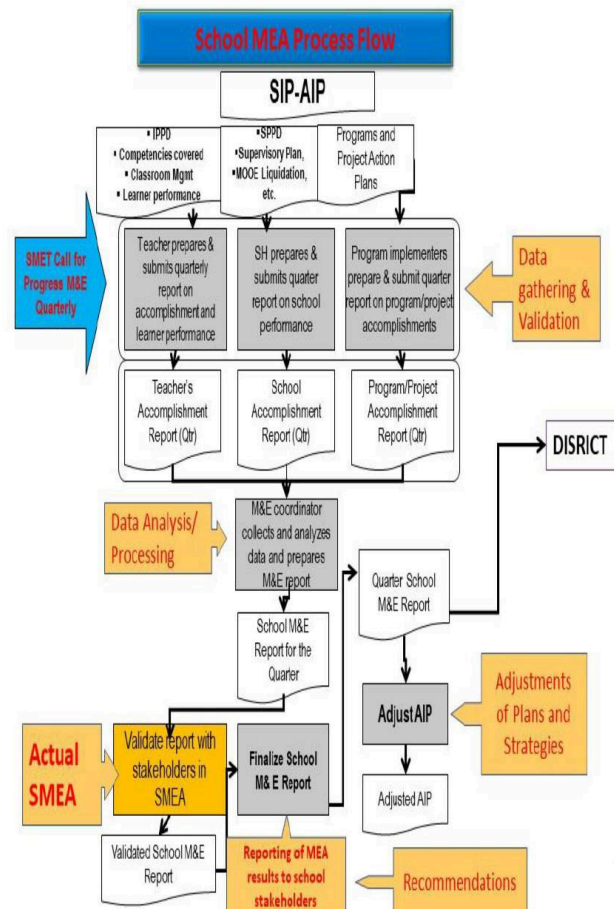 School MEA Process Flow
SIP-AIP
▪ IPPD
▪ Competencies covered
▪ Classroom Mgmt
▪ Learner performance
▪ SPPD
▪Supervisory Plan,
▪MOOE Liquidation,
etc.
Programs and
Project Action
Plans
SMET Call for
Progress M&E
Quarterly
Teacher prepares &
submits quarterly
report on
accomplishment and
learner performance
SH prepares &
submits quarter
report on school
performance
Program implementers
prepare & submit quarter
report on program/project
accomplishments
Data
gathering &
Validation
Teacher's
Accomplishment
Report (Qtr)
School
Accomplishment
Report (Qtr)
Program/Project
Accomplishment
Report (Qtr)
DISRICT
Data Analysis/
Processing
M&E coordinator
collects and analyzes
data and prepares
M&E report
Quarter School
M&E Report
School M&E
Report for the
Quarter
Adjust AIP
Adjustments
of Plans and
Strategies
Actual
SMEA
Validate report with
stakeholders in
SMEA
Finalize School
M& E Report
Adjusted AIP
Validated School M&E
Report
Reporting of MEA
results to school
stakeholders
Recommendations